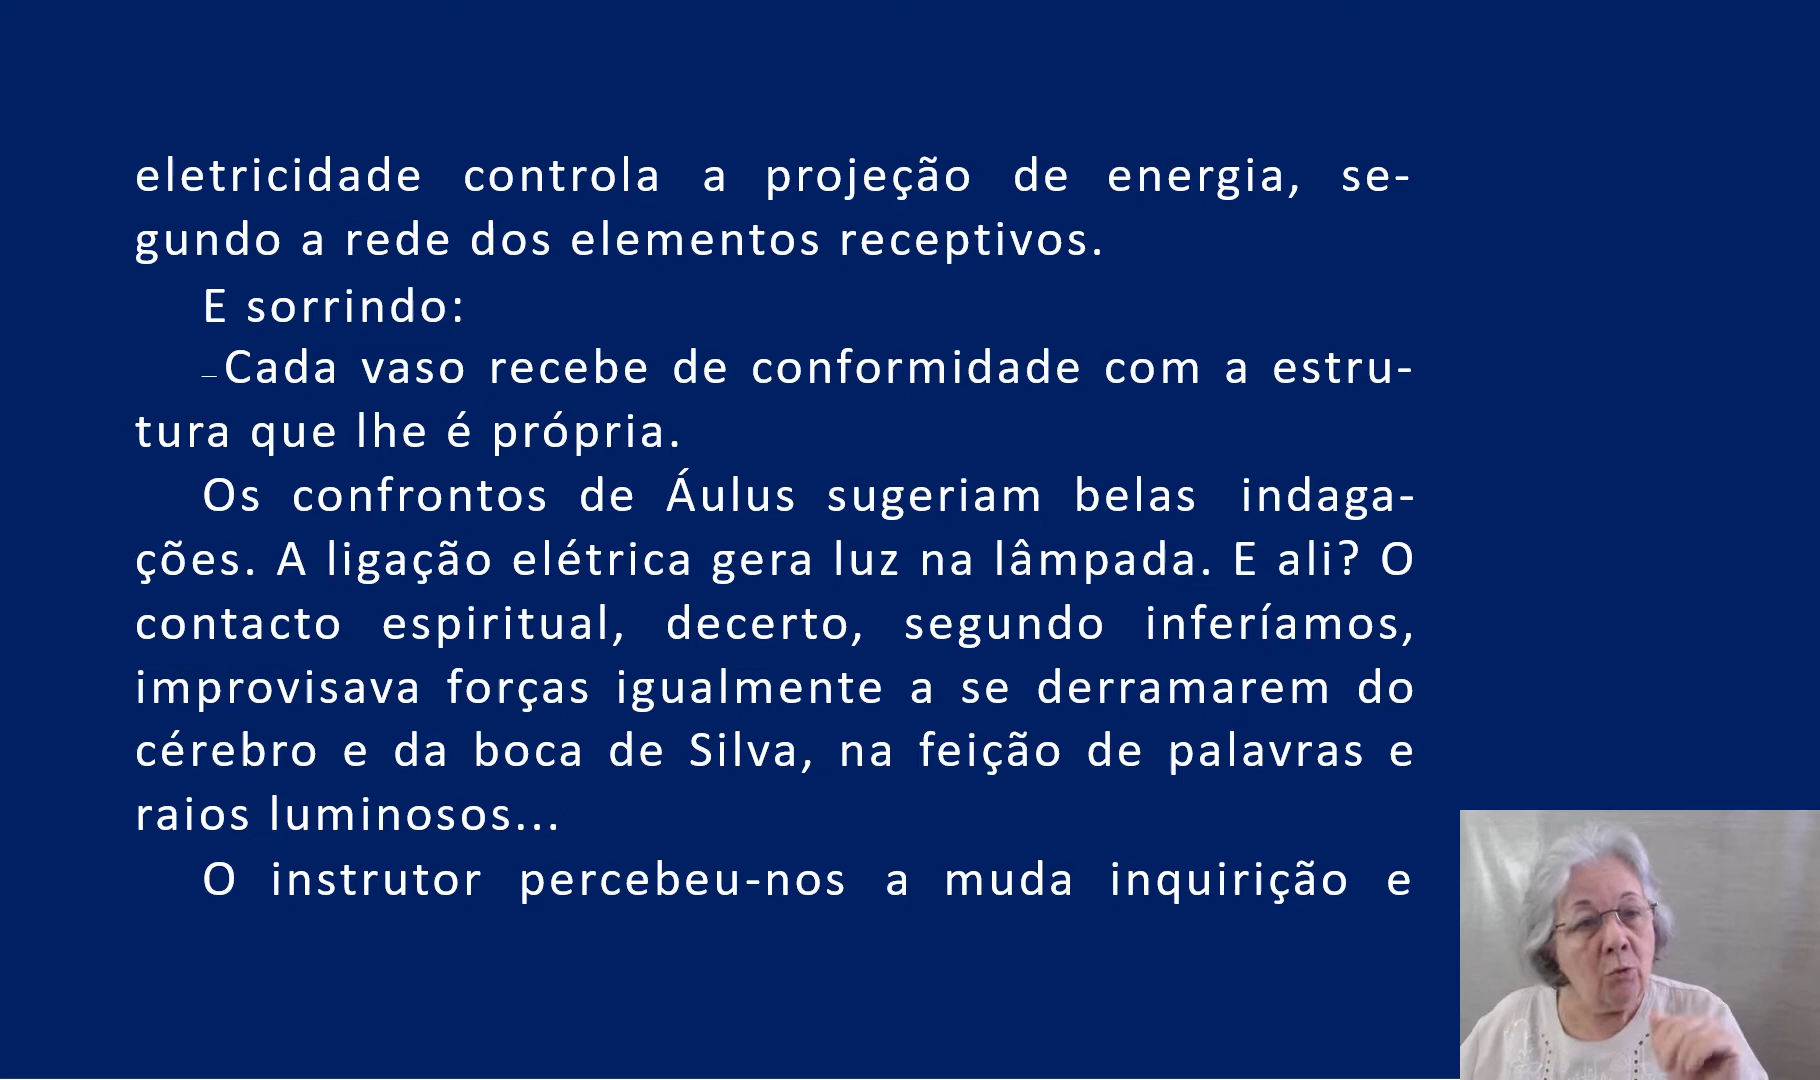 eletricidade controla a projeção de energia, se-
gundo a rede dos elementos receptivos.
E sorrindo:
– Cada vaso recebe de conformidade com a estru-
tura que lhe é própria.
Os confrontos de Áulus sugeriam belas indaga-
ções. A ligação elétrica gera luz na lâmpada. E ali? O
contacto espiritual, decerto, segundo inferíamos,
improvisava forças igualmente a se derramarem do
cérebro e da boca de Silva, na feição de palavras e
raios luminosos...
O instrutor percebeu-nos a muda inquirição e